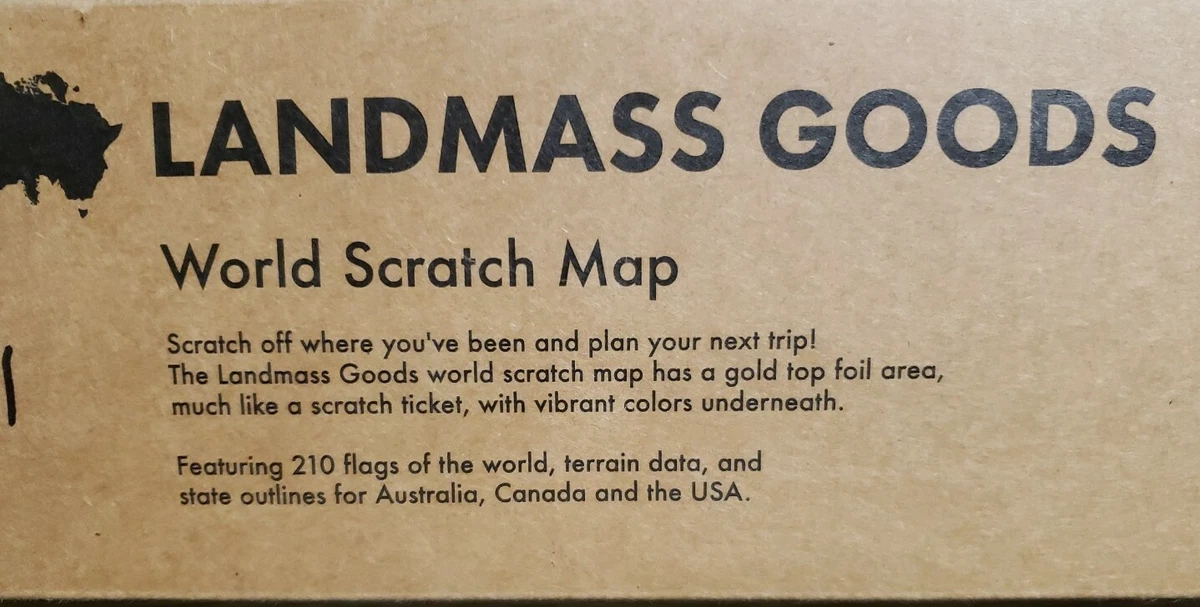 LANDMASS GOODS
World Scratch Map
Scratch off where you've been and plan your next trip!
The Landmass Goods world scratch map has a gold top foil area,
much like a scratch ticket, with vibrant colors underneath.
Featuring 210 flags of the world, terrain data, and
state outlines for Australia, Canada and the USA.